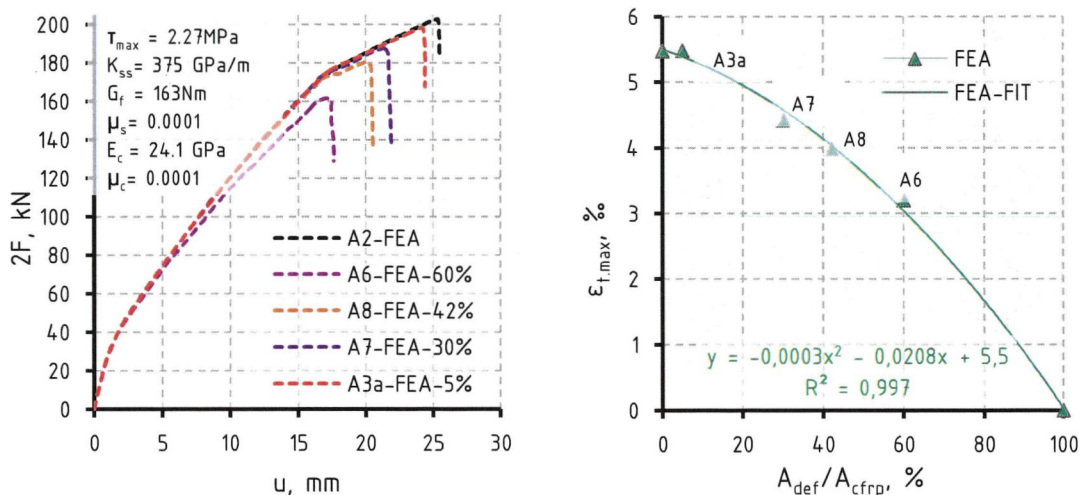 200
180
160
140
120
100
80
60
40
20
0
2F, kN
τmax = 2.27MPa
Kss= 375 GPa/m
Gf = 163Nm
μs= 0.0001
Ec = 24.1 GPa
μc= 0.0001
A2-FEA
A6-FEA-60%
A8-FEA-42%
A7-FEA-30%
A3a-FEA-5%
0 5 10 15 20 25 30
u, mm
6
5
4
3
2
1
0
εf.max, ‰
A3a
A7
A8
A6
FEA
FEA-FIT
y = -0,0003x² - 0,0208x + 5,5
R² = 0,997
0 20 40 60 80 100
Adef/Acfrp, %